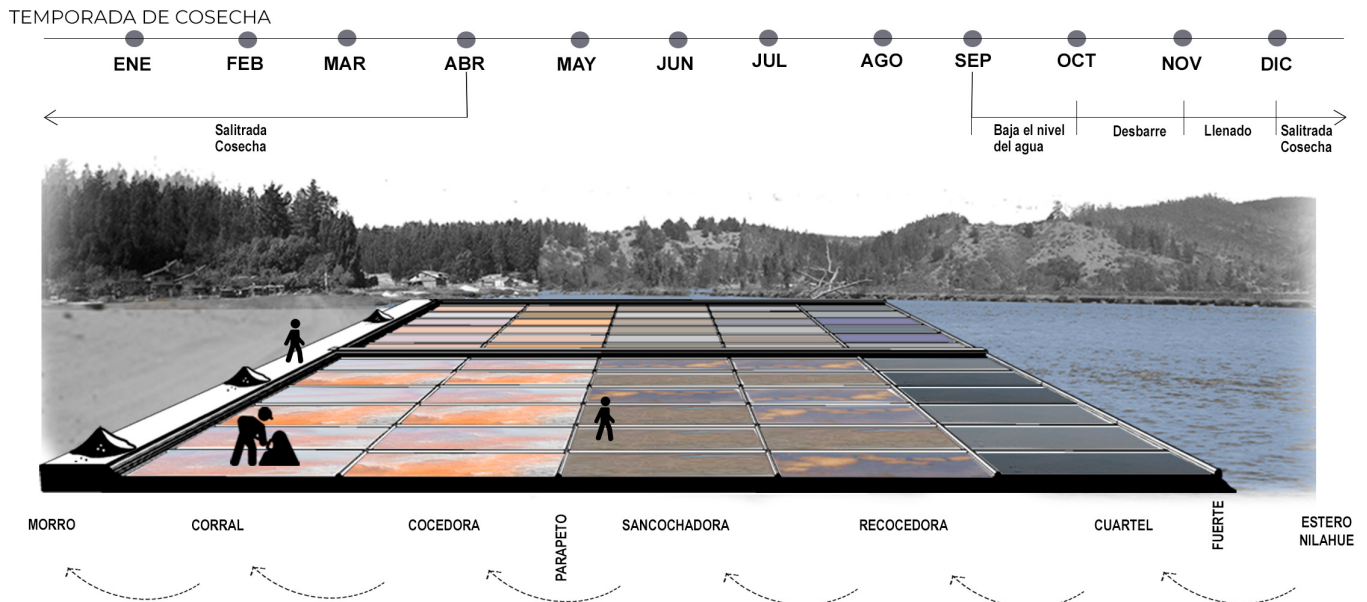 TEMPORADA DE COSECHA
ENE FEB MAR ABR MAY JUN JUL AGO SEP OCT NOV DIC
Salitrada
Cosecha
Baja el nivel
del agua
Desbarre
Llenado
Salitrada
Cosecha
MORRO
CORRAL
COCEDORA
PARAPETO
SANCOCHADORA
RECOCEDORA
CUARTEL
FUERTE
ESTERO
NILAHUE